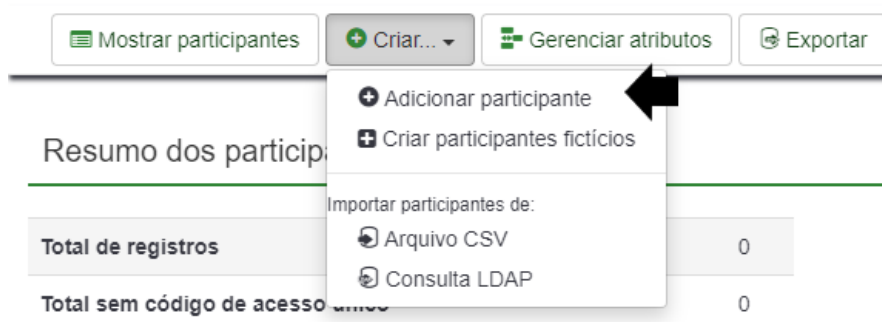 Mostrar participantes
Criar...
Gerenciar atributos
Exportar
Adicionar participante
Criar participantes fictícios
Resumo dos particip
Importar participantes de:
Arquivo CSV
Total de registros 0
Consulta LDAP
Total sem código de acesso único 0